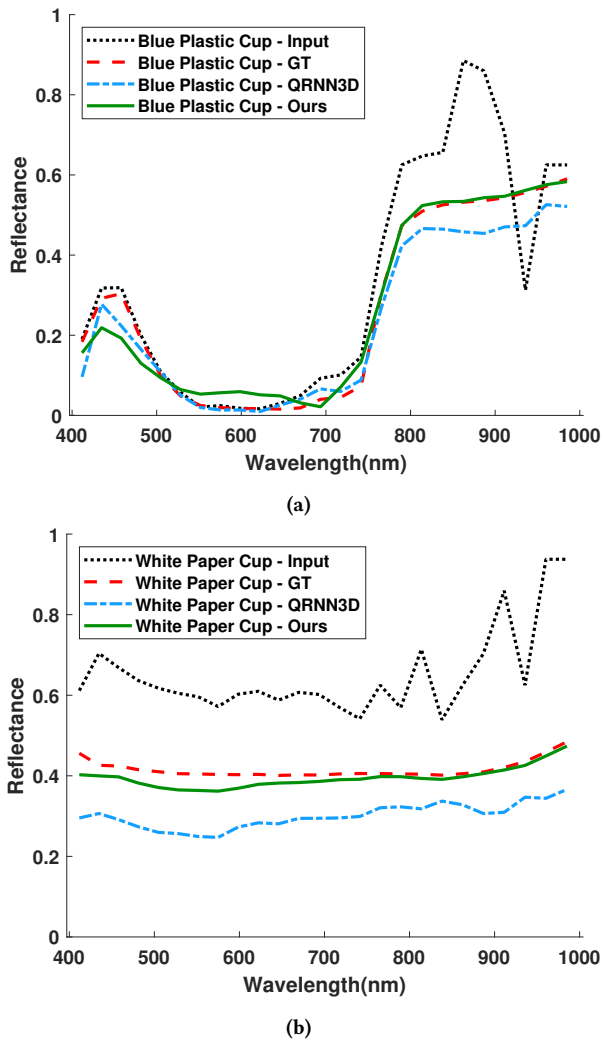 1
Blue Plastic Cup - Input
Blue Plastic Cup - GT
Blue Plastic Cup - QRNN3D
Blue Plastic Cup - Ours
0.8
0.6
0.4
0.2
0
Reflectance
400 500 600 700 800 900 1000
Wavelength(nm)
(a)
1
White Paper Cup - Input
White Paper Cup - GT
White Paper Cup - QRNN3D
White Paper Cup - Ours
0.8
0.6
0.4
0.2
0
Reflectance
400 500 600 700 800 900 1000
Wavelength(nm)
(b)